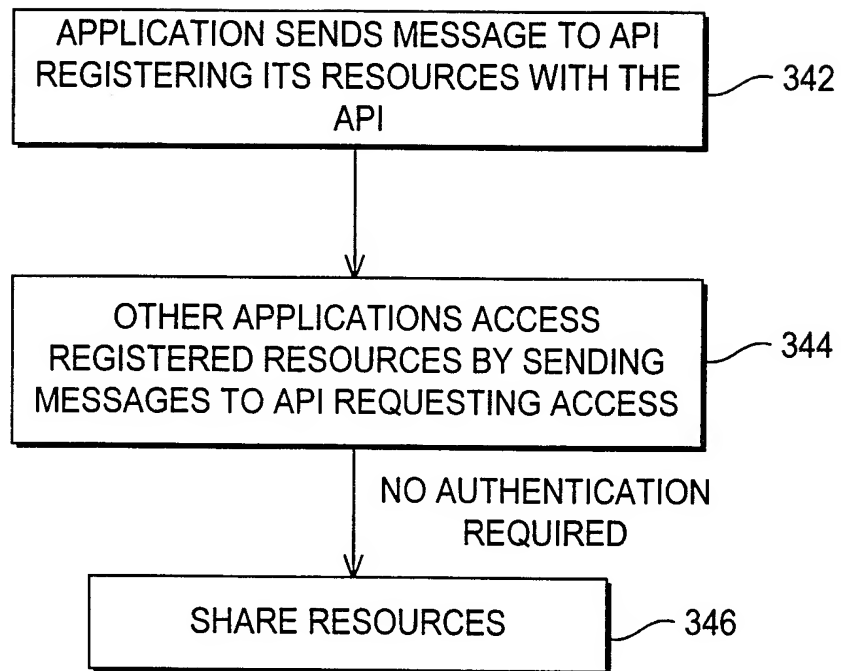 APPLICATION SENDS MESSAGE TO API
REGISTERING ITS RESOURCES WITH THE
API
342
OTHER APPLICATIONS ACCESS
REGISTERED RESOURCES BY SENDING
MESSAGES TO API REQUESTING ACCESS
344
NO AUTHENTICATION
REQUIRED
SHARE RESOURCES
346